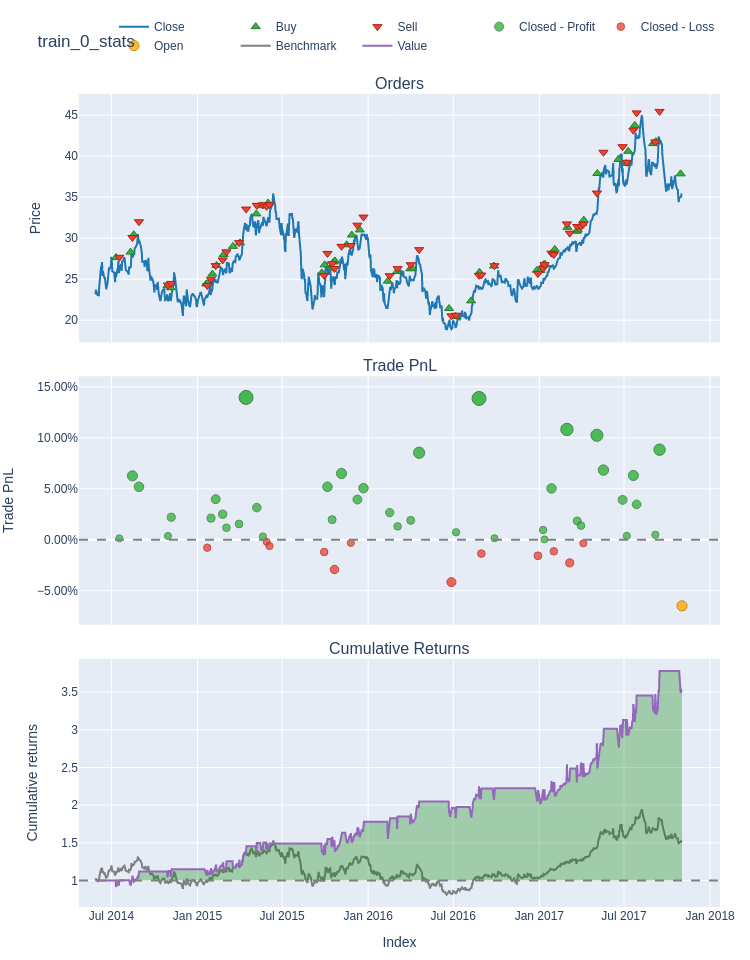 Close
Buy
Sell
Closed - Profit
Closed - Loss
train_0_stats
Open
Benchmark
Value
Orders
45
40
35
30
25
20
Price
Trade PnL
15.00%
10.00%
5.00%
0.00%
−5.00%
Trade PnL
Cumulative Returns
3.5
3
2.5
2
1.5
1
Cumulative returns
Jul 2014 Jan 2015 Jul 2015 Jan 2016 Jul 2016 Jan 2017 Jul 2017 Jan 2018
Index